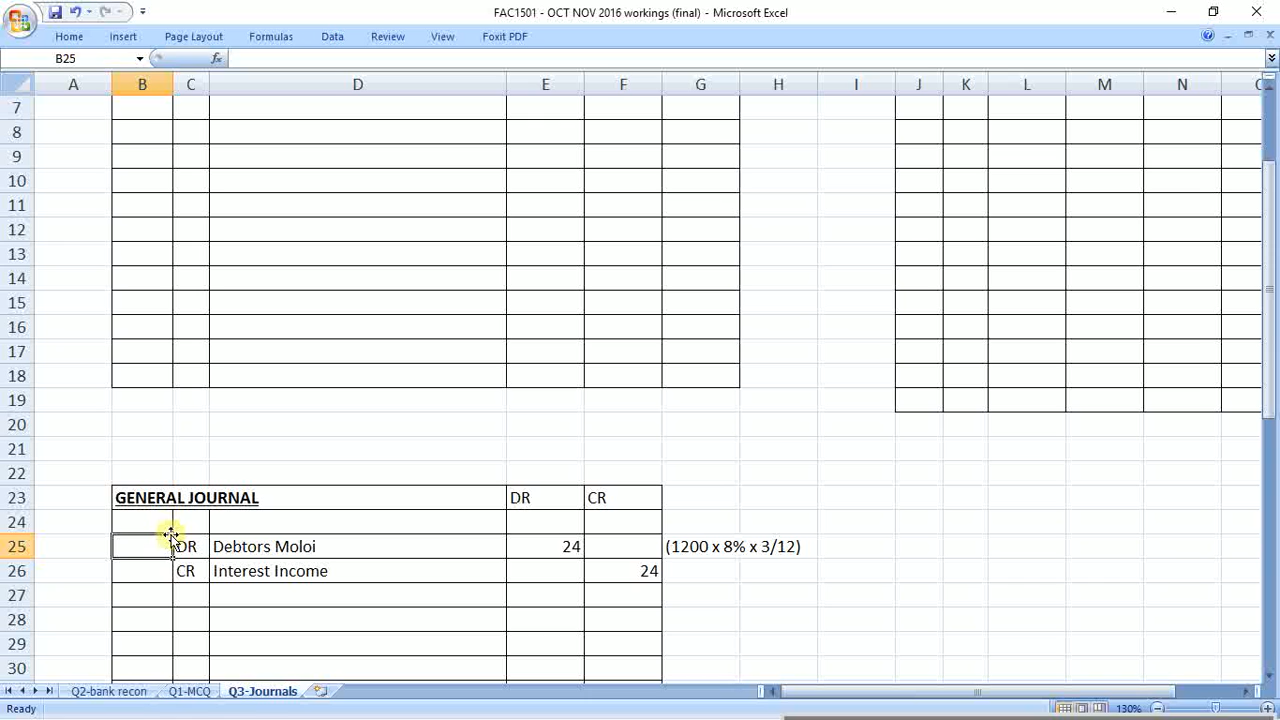 FAC1501 - OCT NOV 2016 workings (final) - Microsoft Excel
Home Insert Page Layout Formulas Data Review View Foxit PDF
B25 fx
A B C D E F G H I J K L M N
7
8
9
10
11
12
13
14
15
16
17
18
19
20
21
22
23 GENERAL JOURNAL DR CR
24
25 DR Debtors Moloi 24 (1200 x 8% x 3/12)
26 CR Interest Income 24
27
28
29
30
Q2-bank recon Q1-MCQ Q3-Journals
Ready 130%